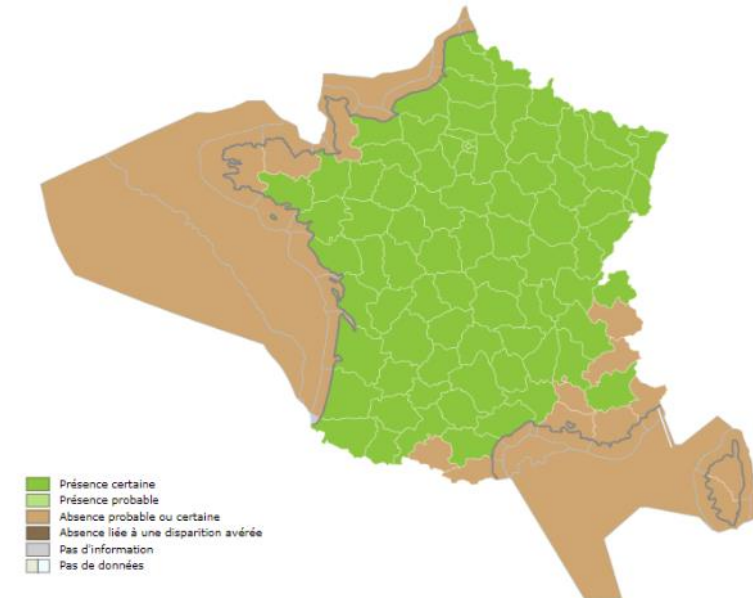 Présence certaine
Présence probable
Absence probable ou certaine
Absence liée à une disparition avérée
Pas d'information
Pas de données